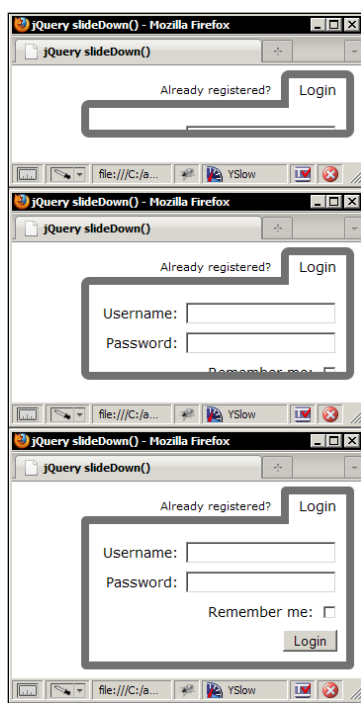 jQuery slideDown() - Mozilla Firefox
jQuery slideDown()
Already registered? Login
file:///C:/a... YSlow
jQuery slideDown() - Mozilla Firefox
jQuery slideDown()
Already registered? Login
Username:
Password:
Remember me:
file:///C:/a... YSlow
jQuery slideDown() - Mozilla Firefox
jQuery slideDown()
Already registered? Login
Username:
Password:
Remember me:
Login
file:///C:/a... YSlow